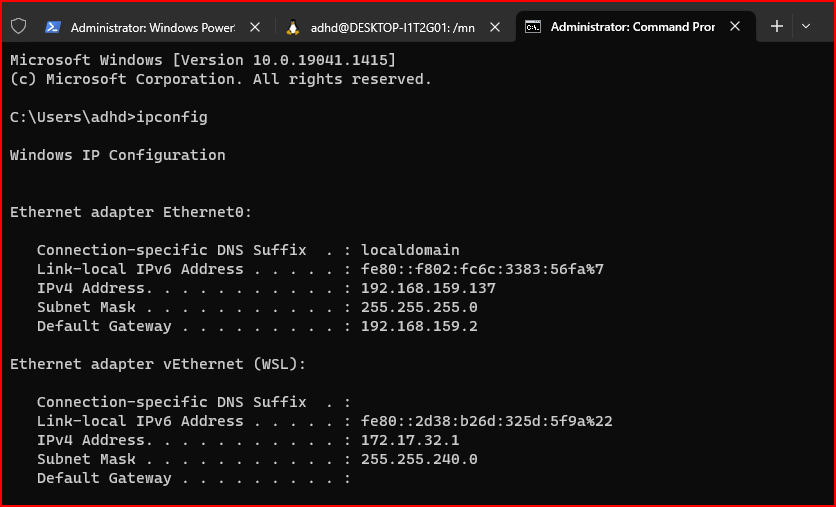 Administrator: Windows PowerS
adhd@DESKTOP-I1T2G01: /mn
Administrator: Command Pror
Microsoft Windows [Version 10.0.19041.1415]
(c) Microsoft Corporation. All rights reserved.
C:\Users\adhd>ipconfig
Windows IP Configuration
Ethernet adapter Ethernet0:
Connection-specific DNS Suffix  . : localdomain
Link-local IPv6 Address . . . . . : fe80::f802:fc6c:3383:56fa%7
IPv4 Address. . . . . . . . . . . : 192.168.159.137
Subnet Mask . . . . . . . . . . . : 255.255.255.0
Default Gateway . . . . . . . . . : 192.168.159.2
Ethernet adapter vEthernet (WSL):
Connection-specific DNS Suffix  . :
Link-local IPv6 Address . . . . . : fe80::2d38:b26d:325d:5f9a%22
IPv4 Address. . . . . . . . . . . : 172.17.32.1
Subnet Mask . . . . . . . . . . . : 255.255.240.0
Default Gateway . . . . . . . . . :